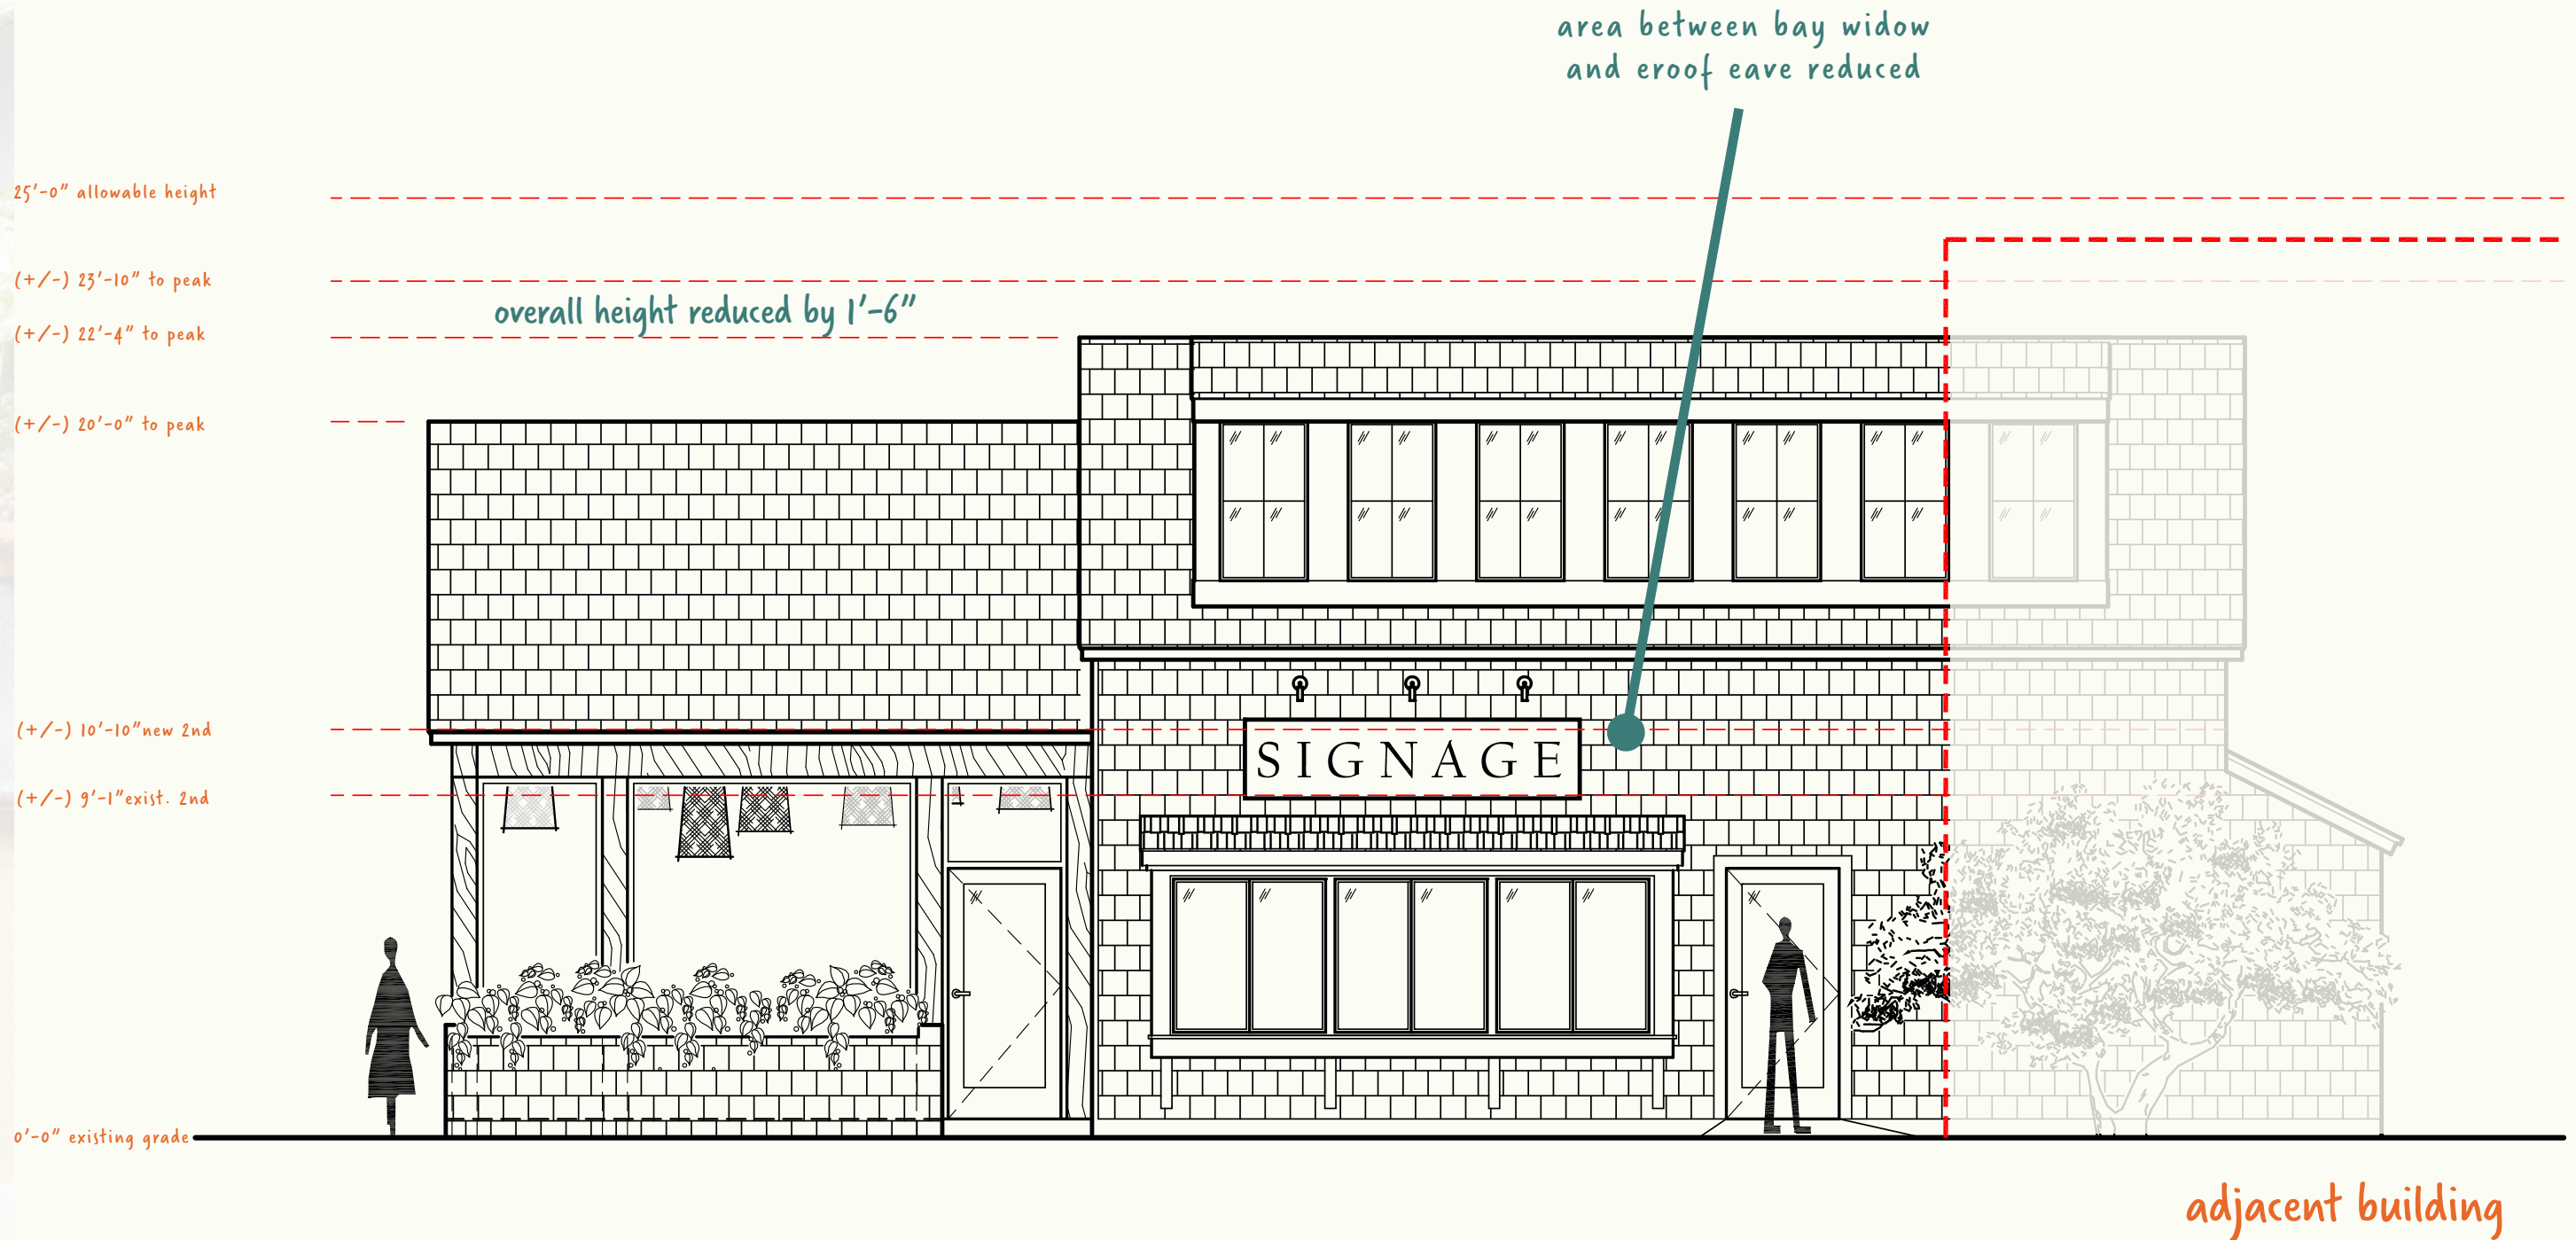 area between bay widow
and eroof eave reduced
25'-0" allowable height
(+/-) 23'-10" to peak
overall height reduced by 1'-6"
(+/-) 22'-4" to peak
(+/-) 20'-0" to peak
(+/-) 10'-10"new 2nd
SIGNAGE
(+/-) 9'-1"exist. 2nd
0'-0" existing grade
adjacent building